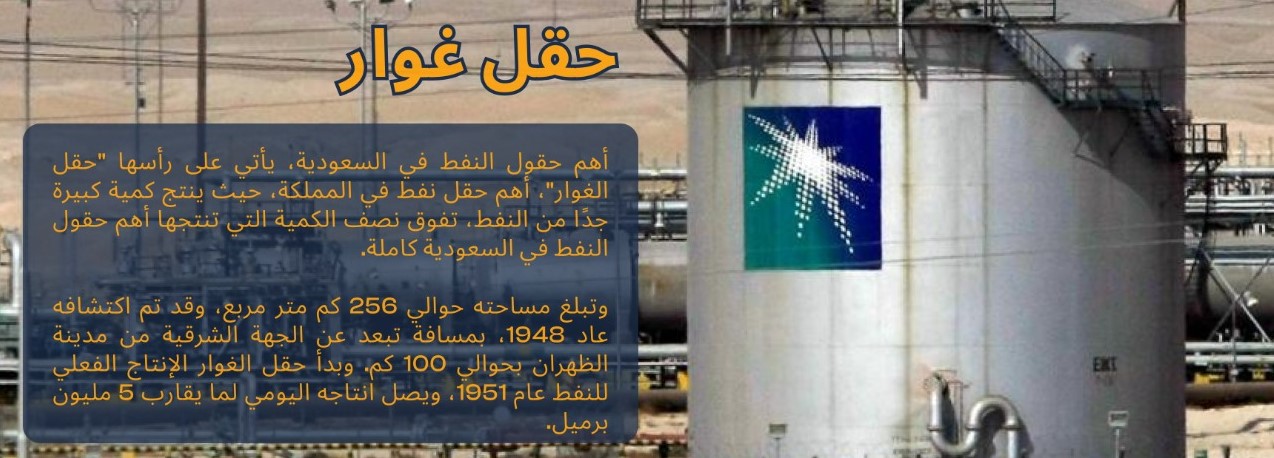 حقل غوار
أهم حقول النفط في السعودية، يأتي على رأسها "حقل
الغوار"، أهم حقل نفط في المملكة، حيث ينتج كمية كبيرة
جدًا من النفط، تفوق نصف الكمية التي تنتجها أهم حقول
النفط في السعودية كاملة.
وتبلغ مساحته حوالي 256 كم متر مربع، وقد تم اكتشافه
عاد 1948، بمسافة تبعد عن الجهة الشرقية من مدينة
الظهران بحوالي 100 كم. وبدأ حقل الغوار الإنتاج الفعلي
للنفط عام 1951، ويصل انتاجه اليومي لما يقارب 5 مليون
برميل.